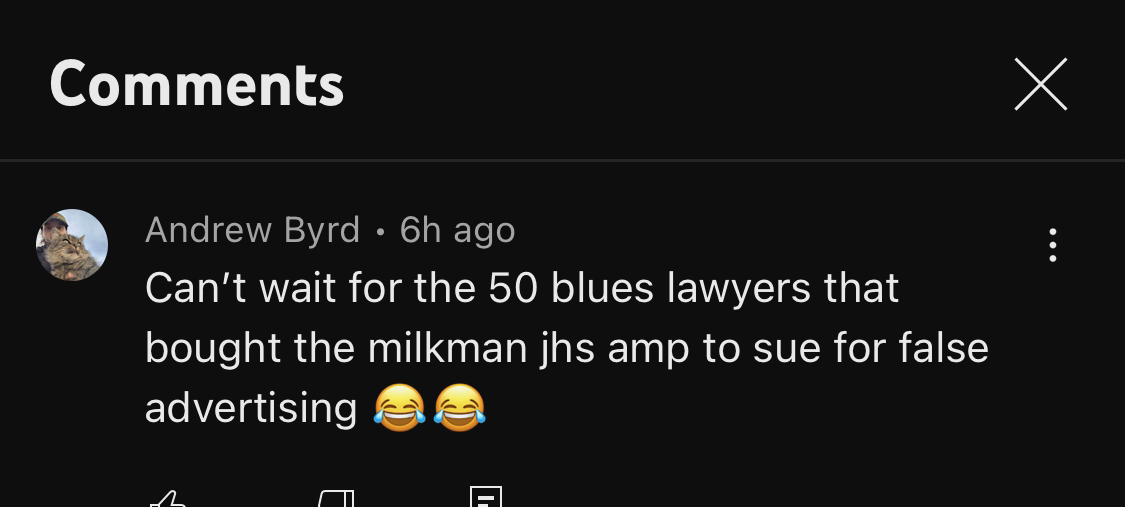 Comments
Andrew Byrd • 6h ago
Can’t wait for the 50 blues lawyers that
bought the milkman jhs amp to sue for false
advertising 😂😂